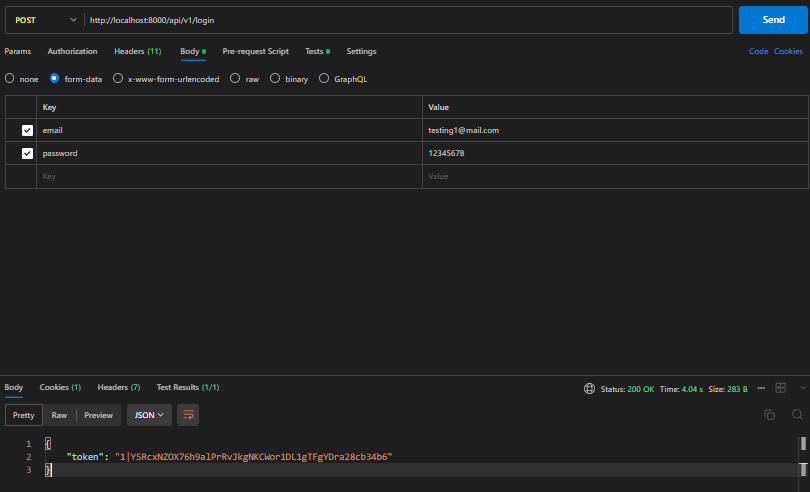 POST http://localhost:8000/api/v1/login Send
Params Authorization Headers (11) Body Pre-request Script Tests Settings Code Cookies
none form-data x-www-form-urlencoded raw binary GraphQL
Key Value
email testing1@mail.com
password 12345678
Key Value
Body Cookies (1) Headers (7) Test Results (1/1) Status: 200 OK Time: 4.04 s Size: 283 B
Pretty Raw Preview JSON
1 {
2 "token": "1|YSRcxNZOX76h9alPrRvJkgNKCWor1DL1gTFgYDra28cb34b6"
3 }